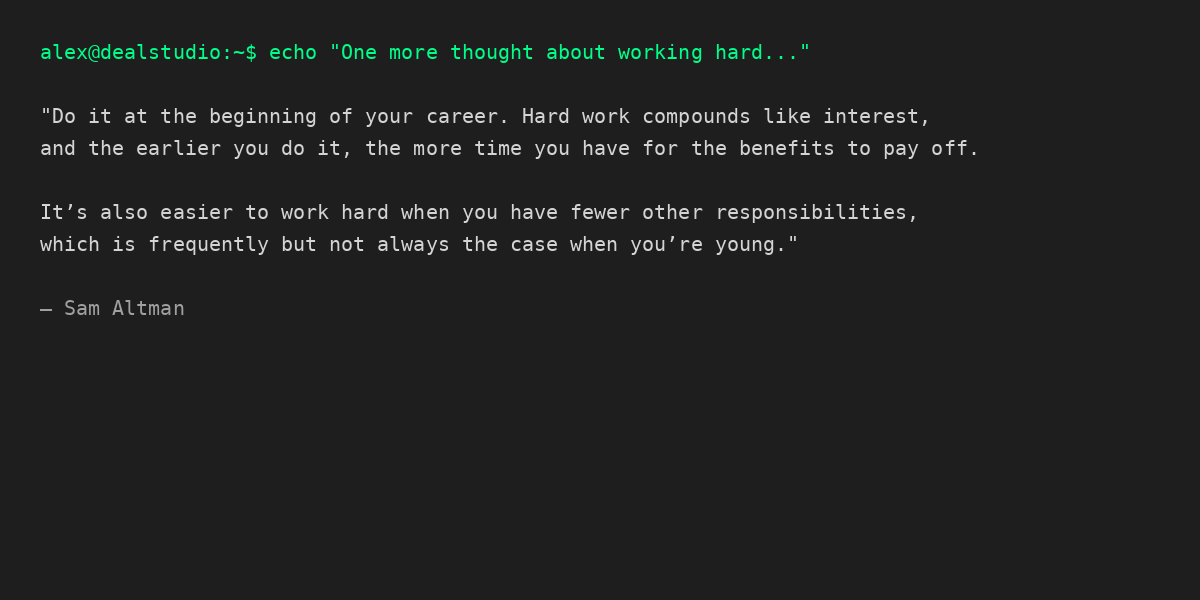 alex@dealstudio:~$ echo "One more thought about working hard..."
"Do it at the beginning of your career. Hard work compounds like interest,
and the earlier you do it, the more time you have for the benefits to pay off.
It’s also easier to work hard when you have fewer other responsibilities,
which is frequently but not always the case when you’re young."
— Sam Altman